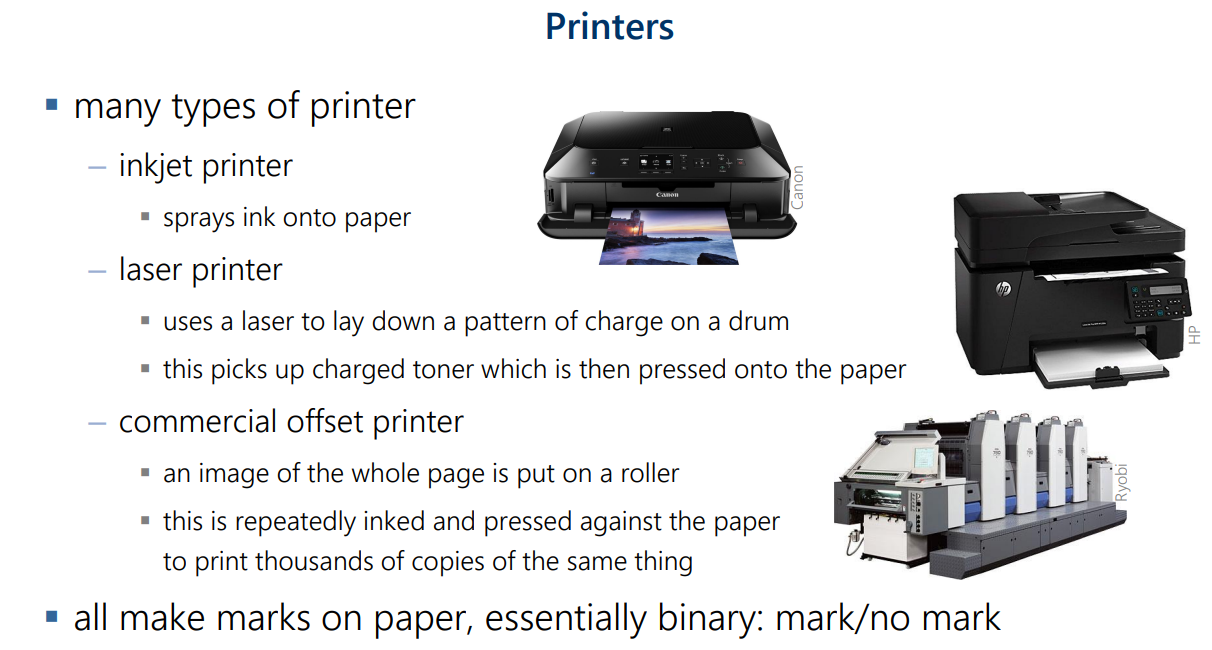 Printers
▪ many types of printer
– inkjet printer
▪ sprays ink onto paper
– laser printer
▪ uses a laser to lay down a pattern of charge on a drum
▪ this picks up charged toner which is then pressed onto the paper
– commercial offset printer
▪ an image of the whole page is put on a roller
▪ this is repeatedly inked and pressed against the paper
to print thousands of copies of the same thing
▪ all make marks on paper, essentially binary: mark/no mark
Canon
Canon
hp
HP
Ryobi